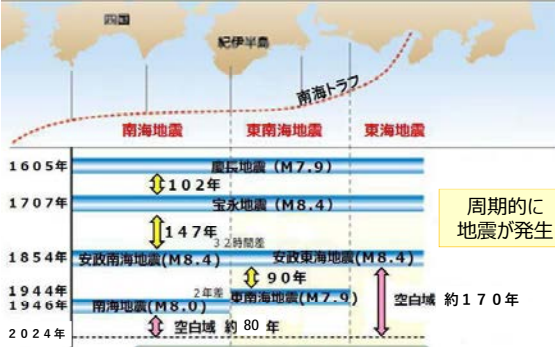 四国
紀伊半島
南海トラフ
南海地震
東南海地震
東海地震
1605年
慶長地震（M7.9）
102年
1707年
宝永地震（M8.4）
147年
32時間差
周期的に
地震が発生
1854年
安政南海地震(M8.4)
安政東海地震(M8.4)
90年
1944年
2年差
東南海地震(M7.9)
空白域 約170年
1946年
南海地震(M8.0)
空白域 約 80 年
2024年